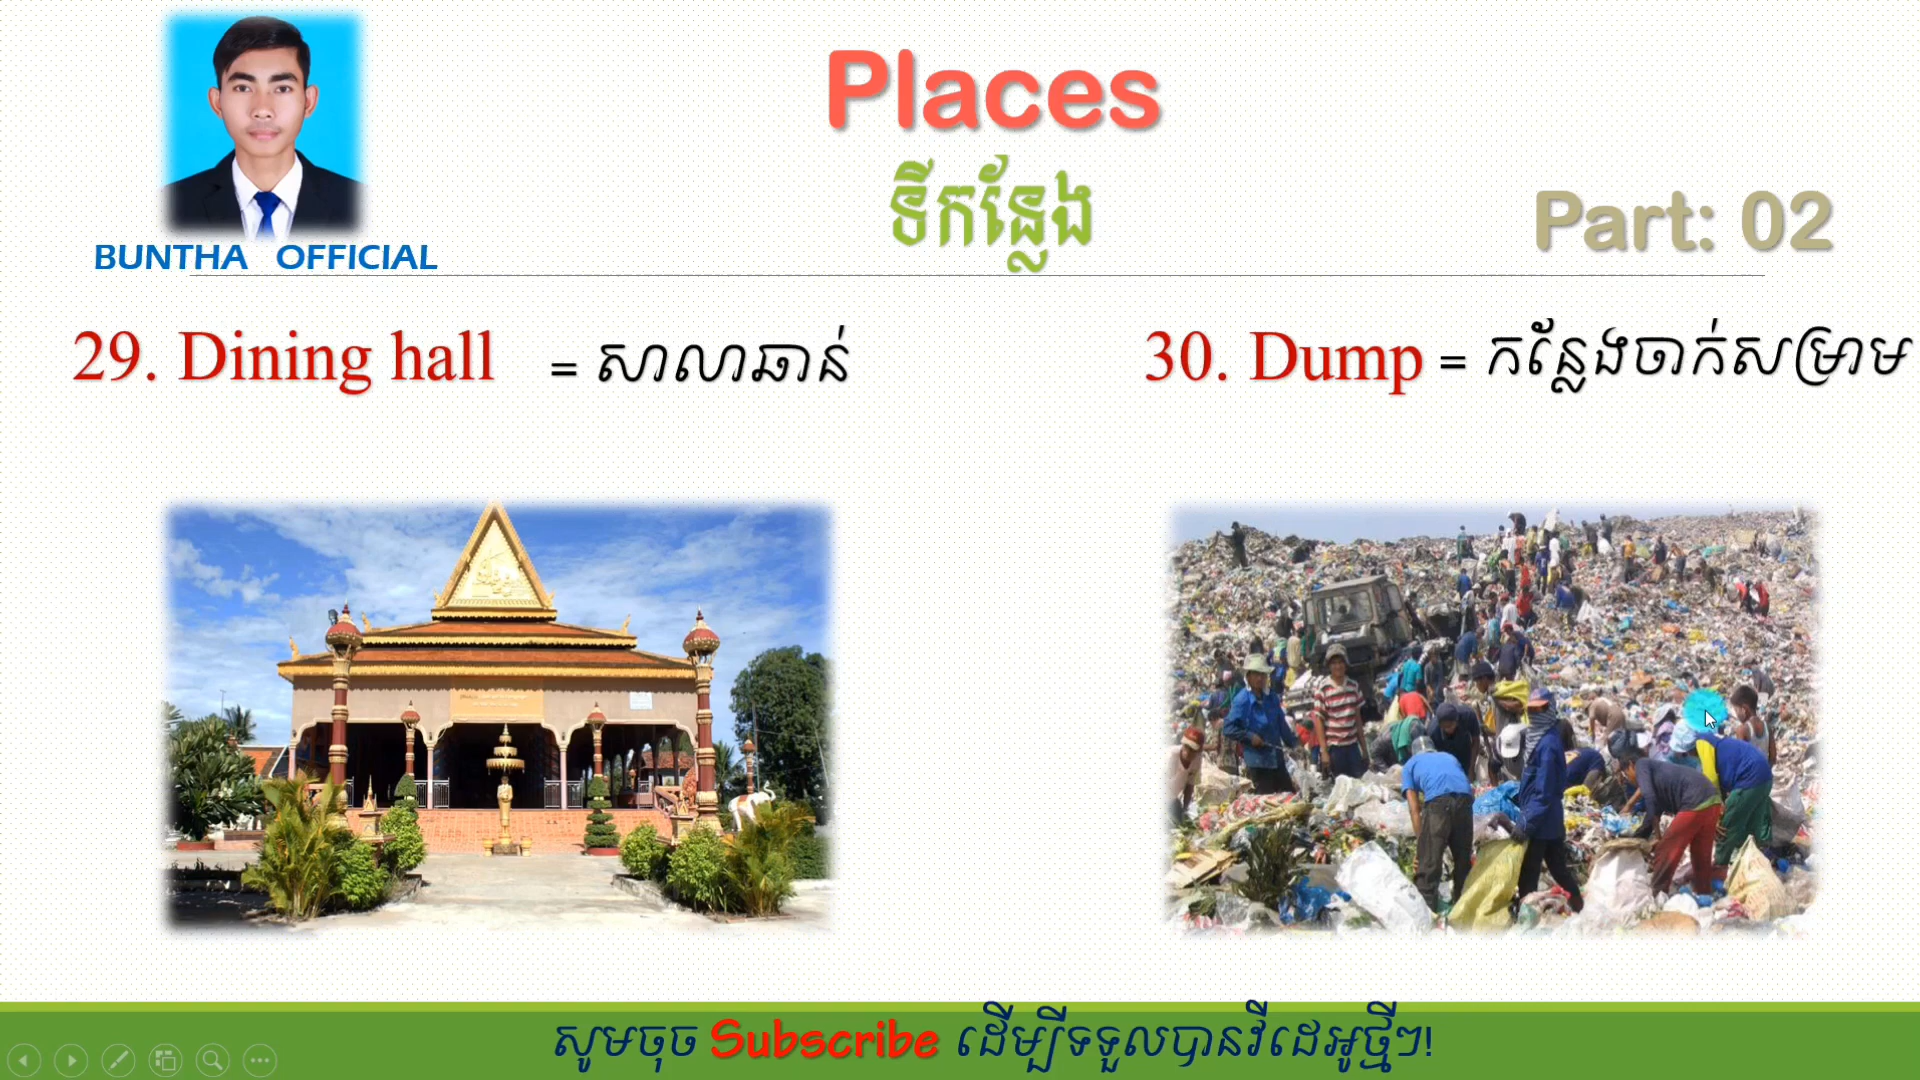 Places
ទីកន្លែង
Part: 02
BUNTHA OFFICIAL
29. Dining hall = សាលាឆាន់
30. Dump = កន្លែងចាក់សម្រាម
សូមចុច Subscribe ដើម្បីទទួលបានវីដេអូថ្មីៗ!